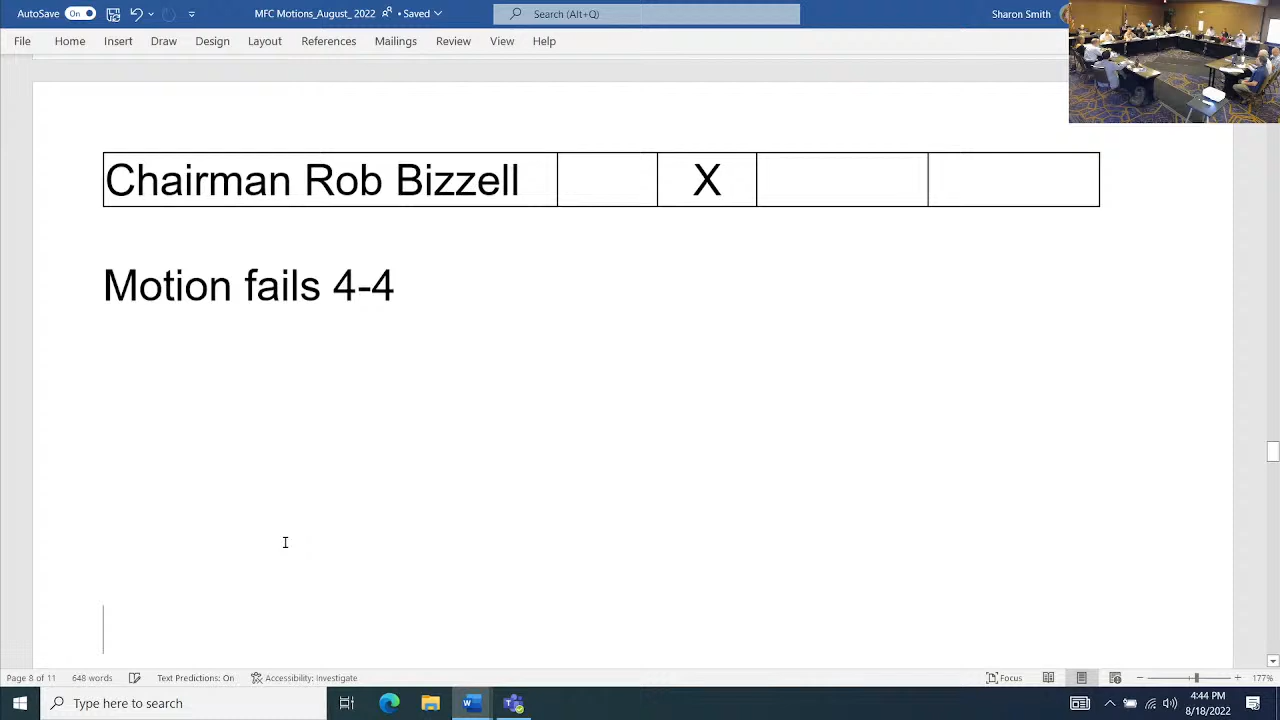 AutoSave On MFC Motions_2022 Saved Search (Alt+Q) Sharon Smith
File Home Insert Draw Design Layout References Mailings Review View Help
Chairman Rob Bizzell X
Motion fails 4-4
Page 8 of 11 648 words Text Predictions: On Accessibility: Investigate Focus 177%
Type here to search
4:44 PM
8/18/2022